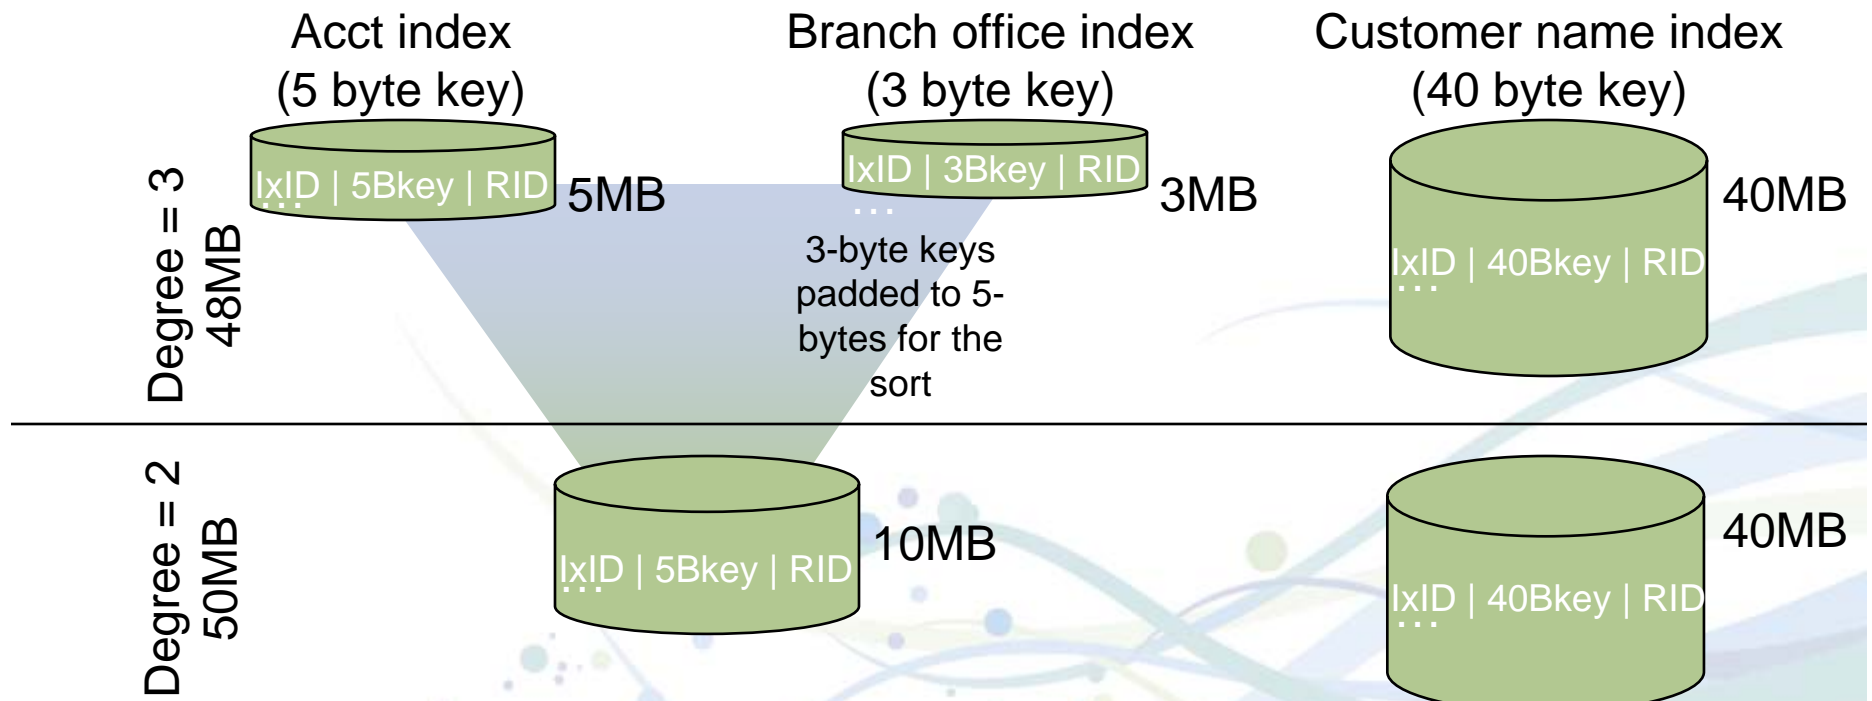 Acct index
(5 byte key)
Branch office index
(3 byte key)
Customer name index
(40 byte key)
Degree = 3
48MB
IxID | 5Bkey | RID
...
5MB
IxID | 3Bkey | RID
...
3MB
IxID | 40Bkey | RID
...
40MB
3-byte keys
padded to 5-
bytes for the
sort
Degree = 2
50MB
IxID | 5Bkey | RID
...
10MB
IxID | 40Bkey | RID
...
40MB